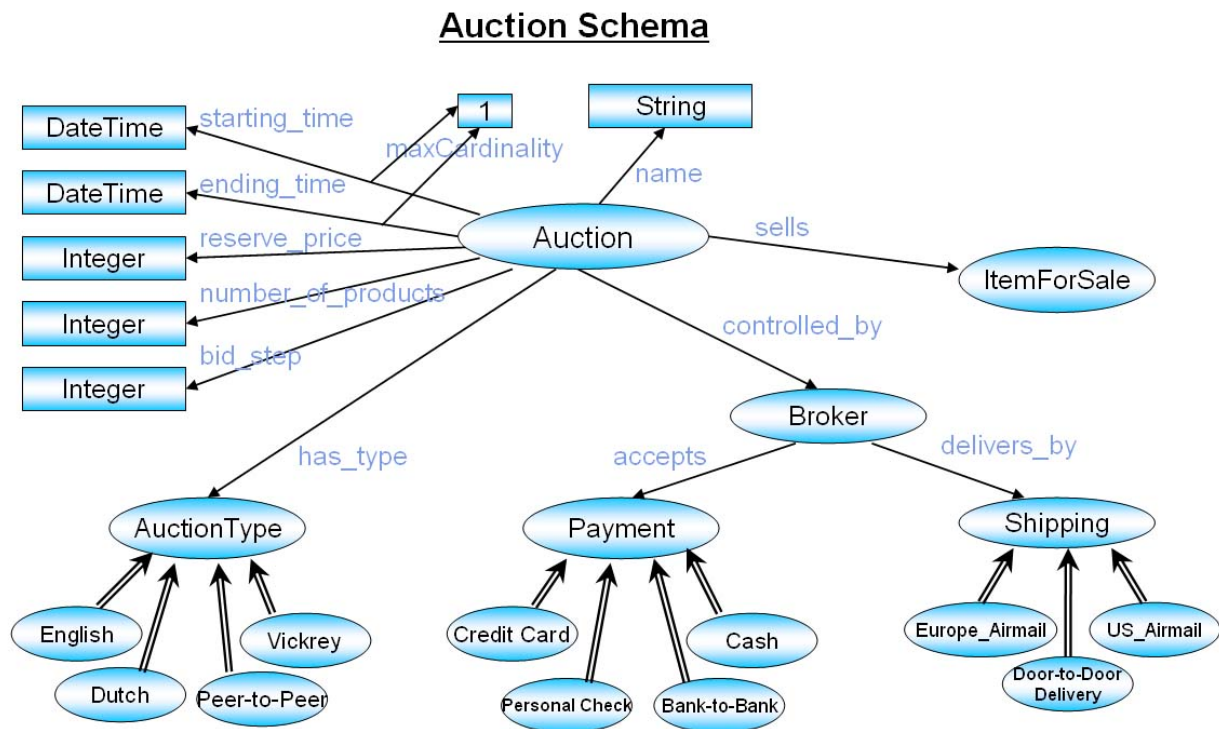 Auction Schema
DateTime
starting_time
1
String
maxCardinality
name
DateTime
ending_time
Auction
sells
Integer
reserve_price
ItemForSale
Integer
number_of_products
controlled_by
Integer
bid_step
Broker
has_type
accepts
delivers_by
AuctionType
Payment
Shipping
English
Vickrey
Dutch
Peer-to-Peer
Credit Card
Cash
Personal Check
Bank-to-Bank
Europe_Airmail
US_Airmail
Door-to-Door
Delivery